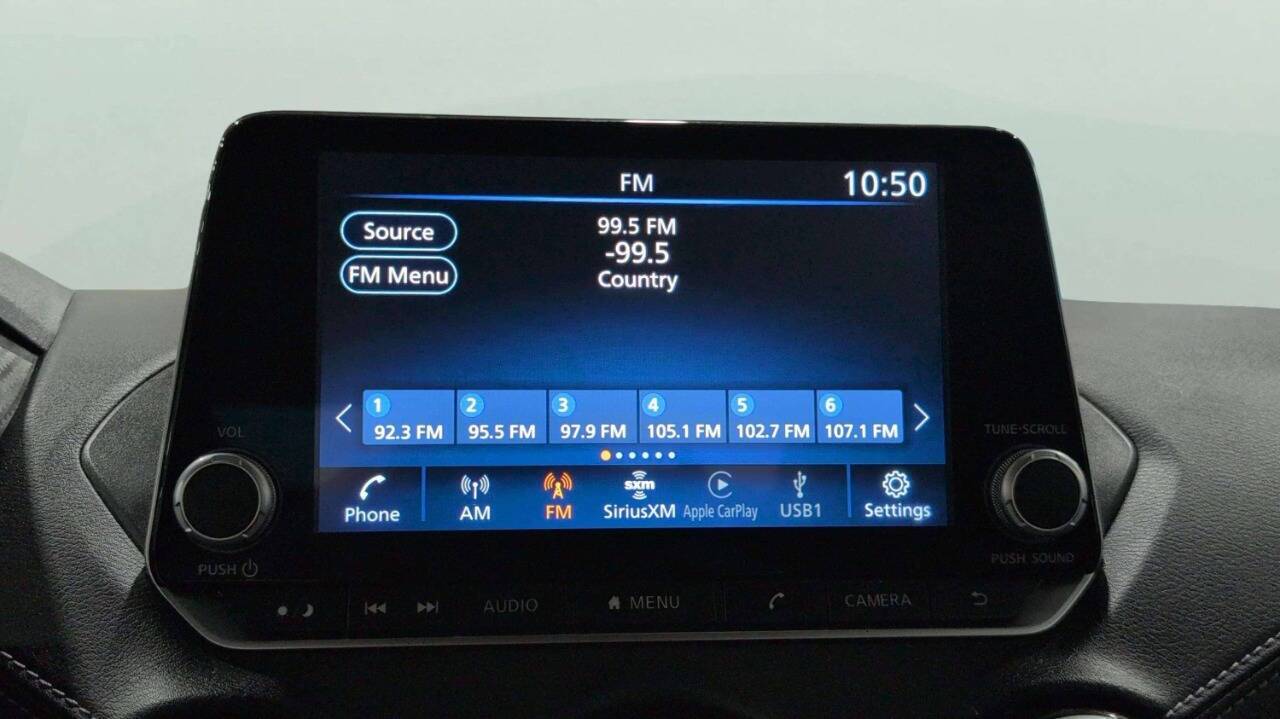 FM 10:50
Source
99.5 FM
-99.5
FM Menu
Country
1 2 3 4 5 6
92.3 FM 95.5 FM 97.9 FM 105.1 FM 102.7 FM 107.1 FM
VOL
TUNE·SCROLL
sxm
Phone AM FM SiriusXM Apple CarPlay USB1 Settings
PUSH
PUSH SOUND
AUDIO MENU CAMERA